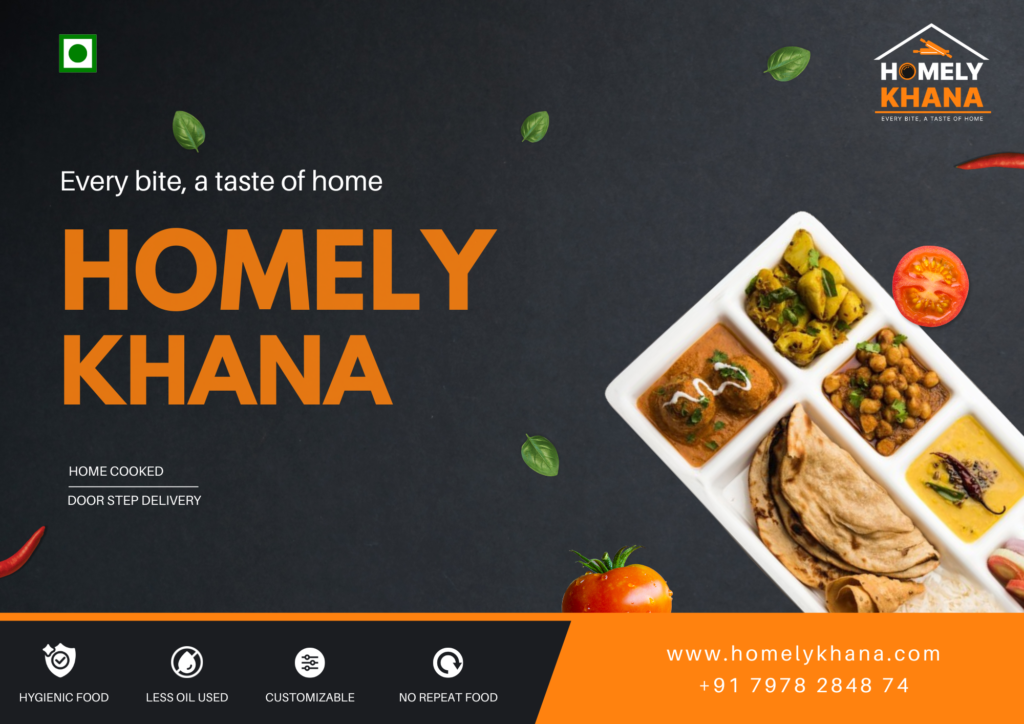 HOMELY
KHANA
EVERY BITE, A TASTE OF HOME
Every bite, a taste of home
HOMELY
KHANA
HOME COOKED
DOOR STEP DELIVERY
HYGIENIC FOOD
LESS OIL USED
CUSTOMIZABLE
NO REPEAT FOOD
www.homelykhana.com
+91 7978 2848 74